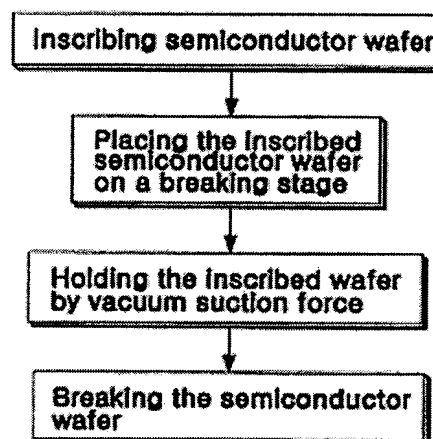 Inscribing semiconductor wafer
Placing the inscribed
semiconductor wafer
on a breaking stage
Holding the inscribed wafer
by vacuum suction force
Breaking the semiconductor
wafer